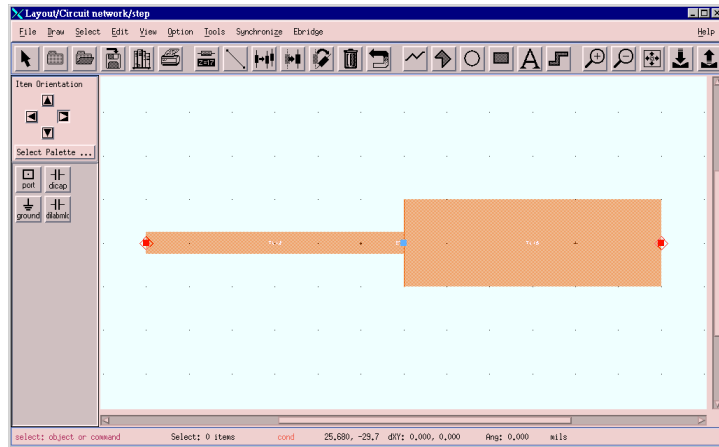 Layout/Circuit network/step
File Draw Select Edit View Option Tools Synchronize Ebridge Help
Item Orientation
Select Palette ...
port dicap
ground dilabmlc
select: object or command Select: 0 items cond 25.680, -29.7 dXY: 0.000, 0.000 Ang: 0.000 mils